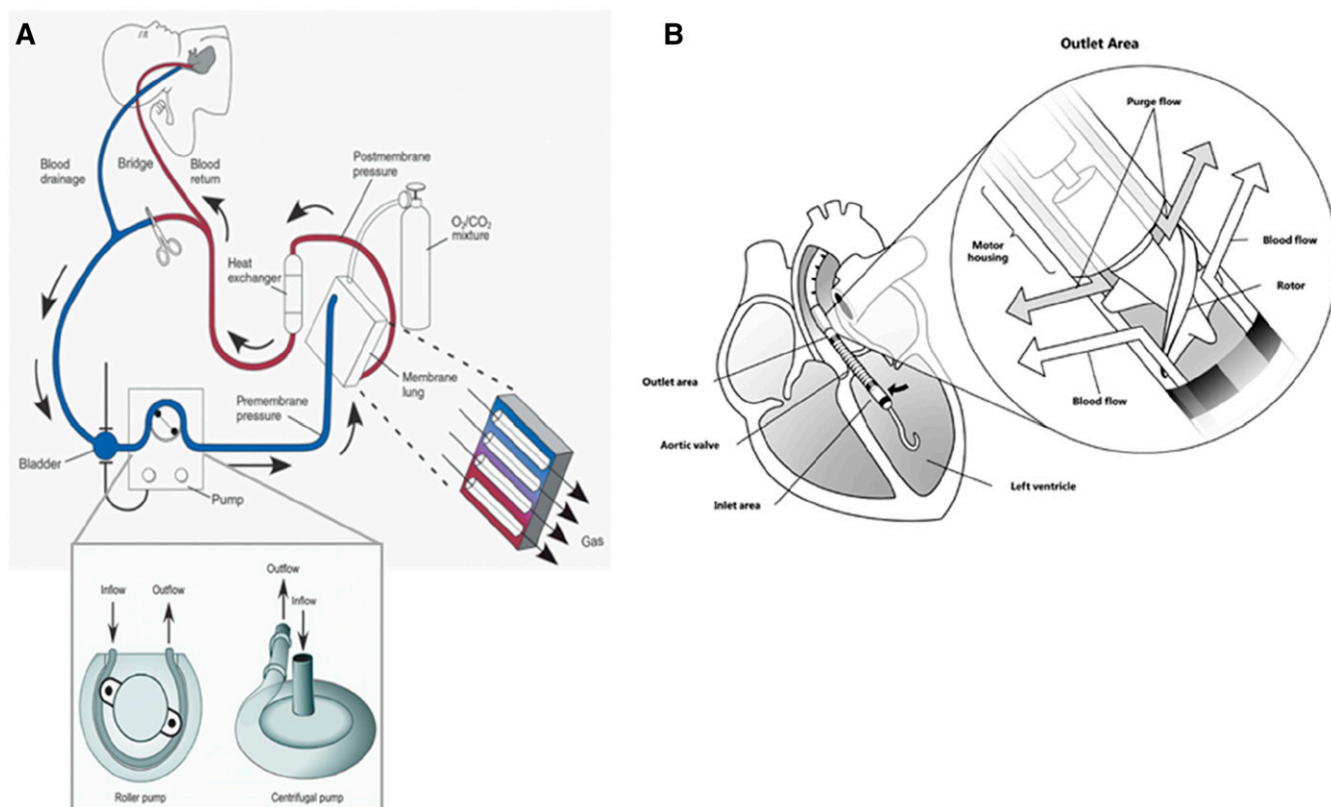 A
Blood
drainage
Bridge
Blood
return
Postmembrane
pressure
O₂/CO₂
mixture
Heat
exchanger
Membrane
lung
Premembrane
pressure
Bladder
Pump
Gas
Inflow
Outflow
Outflow
Inflow
Roller pump
Centrifugal pump
B
Outlet Area
Purge flow
Motor
housing
Blood flow
Rotor
Blood flow
Outlet area
Aortic valve
Inlet area
Left ventricle